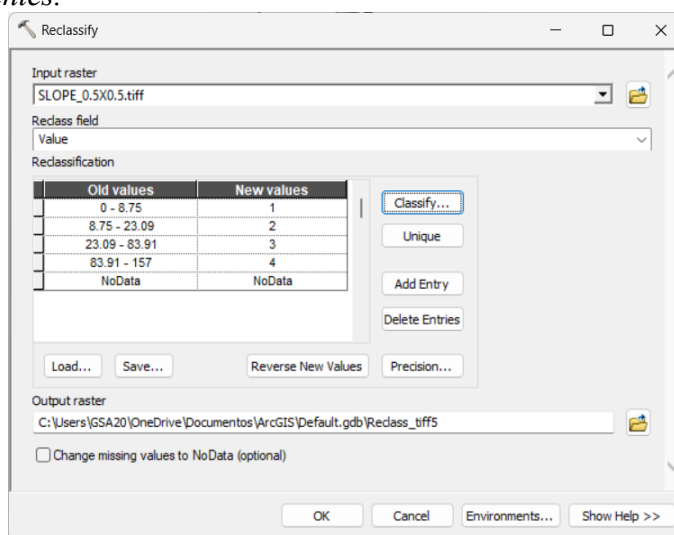 Reclassify
Input raster
SLOPE_0.5X0.5.tiff
Reclass field
Value
Reclassification
Old values New values
0 - 8.75 1
8.75 - 23.09 2
23.09 - 83.91 3
83.91 - 157 4
NoData NoData
Classify...
Unique
Add Entry
Delete Entries
Load... Save... Reverse New Values Precision...
Output raster
C:\Users\GSA20\OneDrive\Documentos\ArcGIS\Default.gdb\Reclass_tiff5
Change missing values to NoData (optional)
OK Cancel Environments... Show Help >>